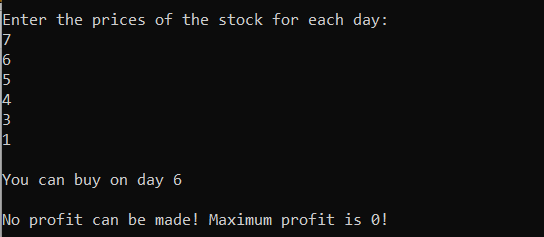 Enter the prices of the stock for each day:
7
6
5
4
3
1
You can buy on day 6
No profit can be made! Maximum profit is 0!